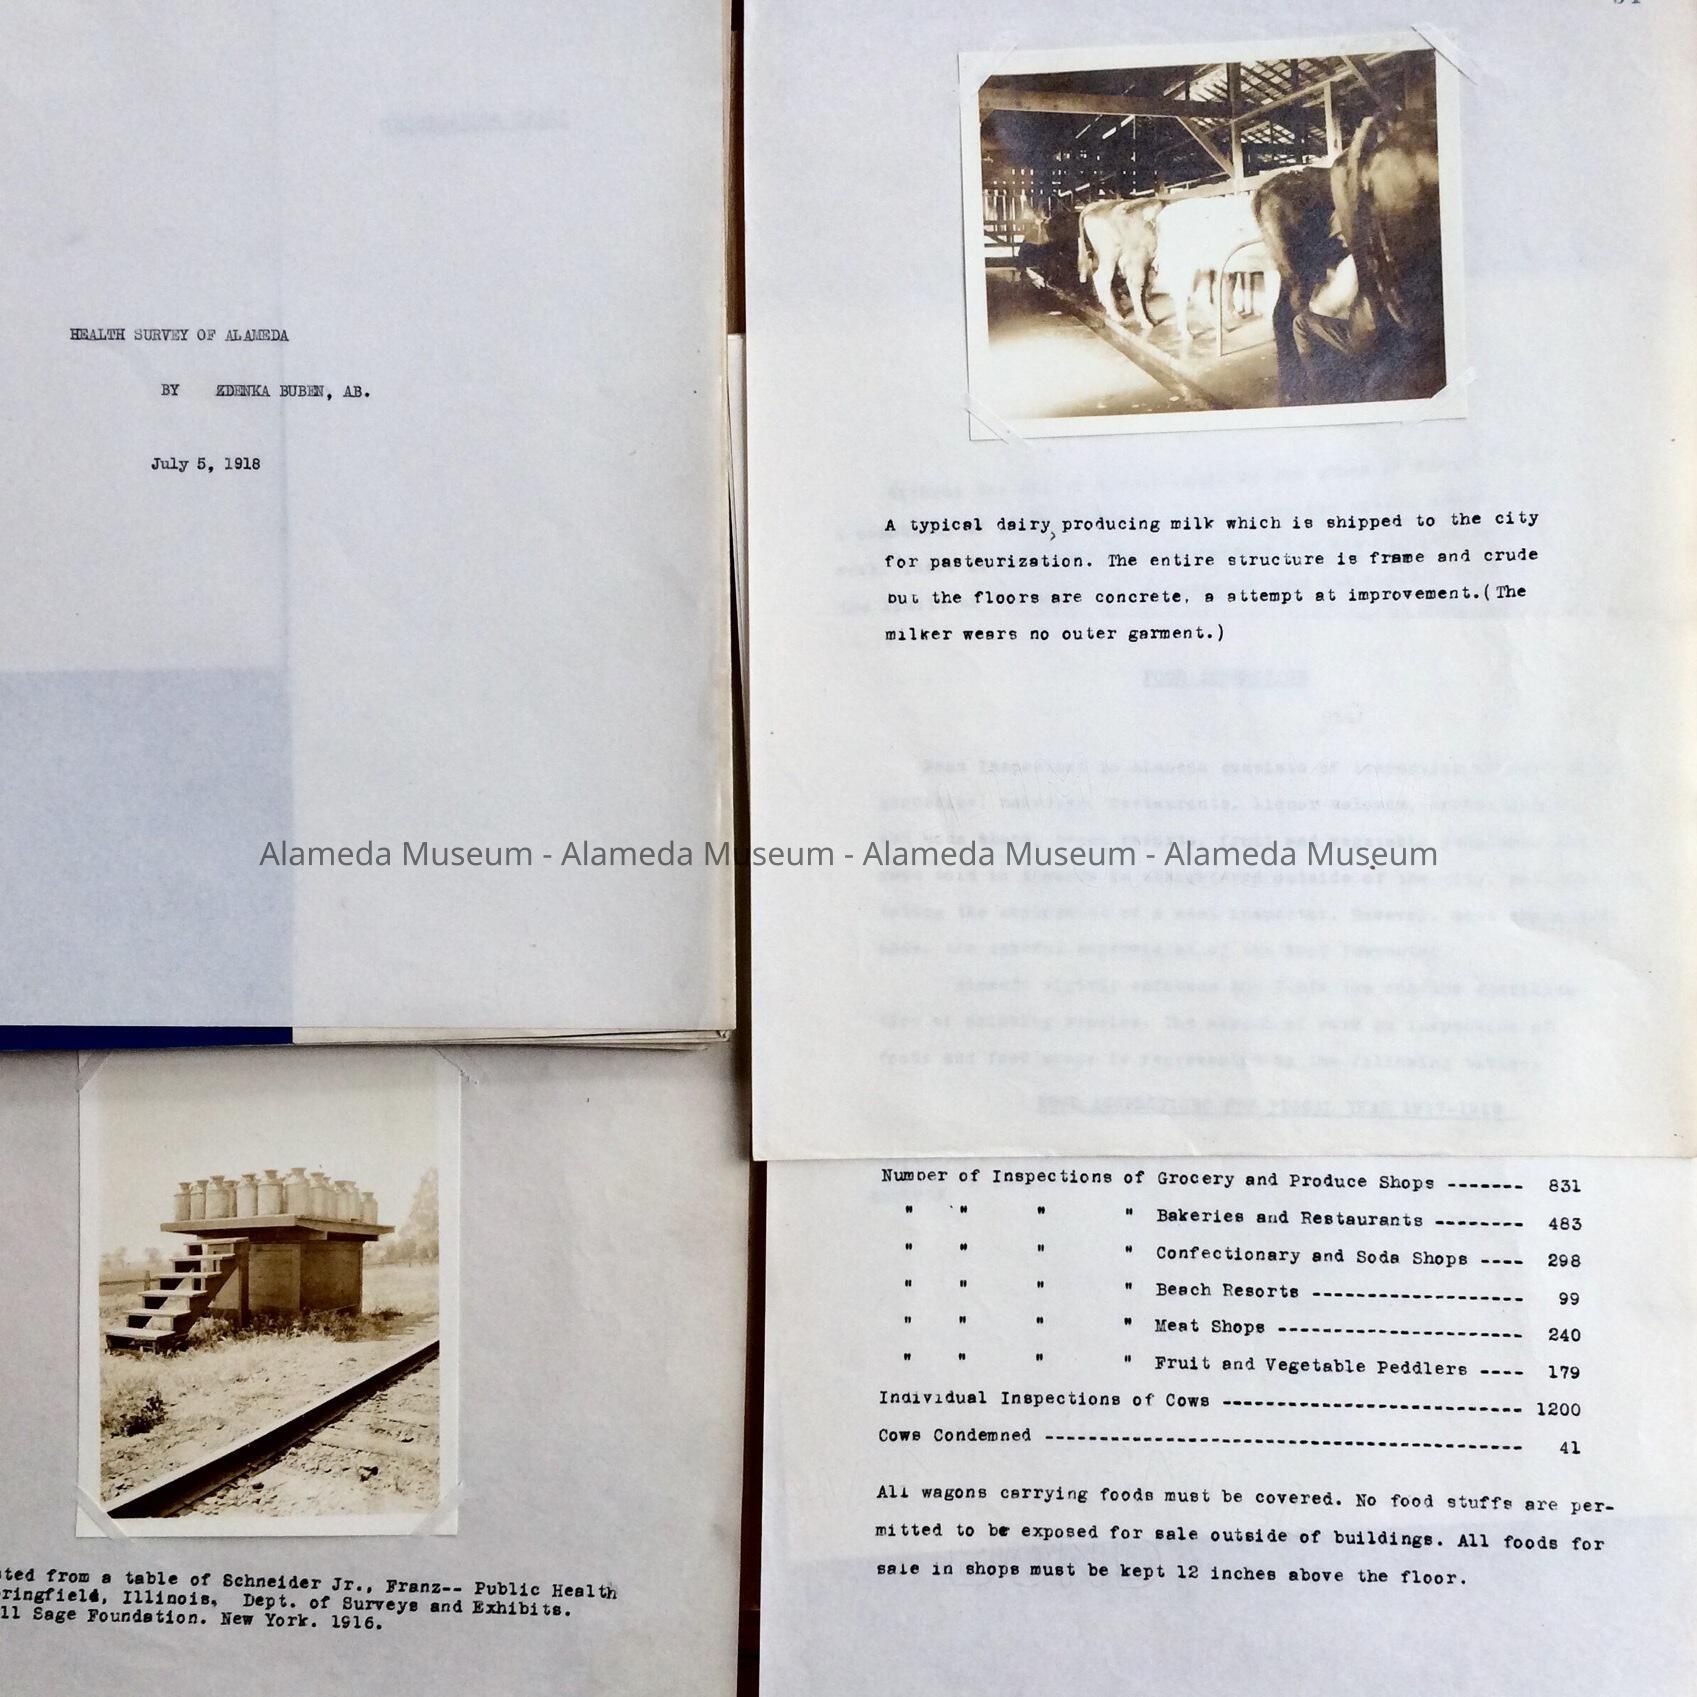 HEALTH SURVEY OF ALAMEDA
BY ZDENKA BUBEN, AB.
July 5, 1918
A typical dairy, producing milk which is shipped to the city
for pasteurization. The entire structure is frame and crude
but the floors are concrete, a attempt at improvement.(The
milker wears no outer garment.)
Alameda Museum - Alameda Museum - Alameda Museum - Alameda Museum
Number of Inspections of Grocery and Produce Shops ------- 831
" " " " Bakeries and Restaurants -------- 483
" " " " Confectionary and Soda Shops ---- 298
" " " " Beach Resorts ------------------- 99
" " " " Meat Shops ---------------------- 240
" " " " Fruit and Vegetable Peddlers ---- 179
Individual Inspections of Cows --------------------------- 1200
Cows Condemned ------------------------------------------- 41
All wagons carrying foods must be covered. No food stuffs are per-
mitted to be exposed for sale outside of buildings. All foods for
sale in shops must be kept 12 inches above the floor.
ted from a table of Schneider Jr., Franz-- Public Health
ringfield, Illinois, Dept. of Surveys and Exhibits.
ll Sage Foundation. New York. 1916.